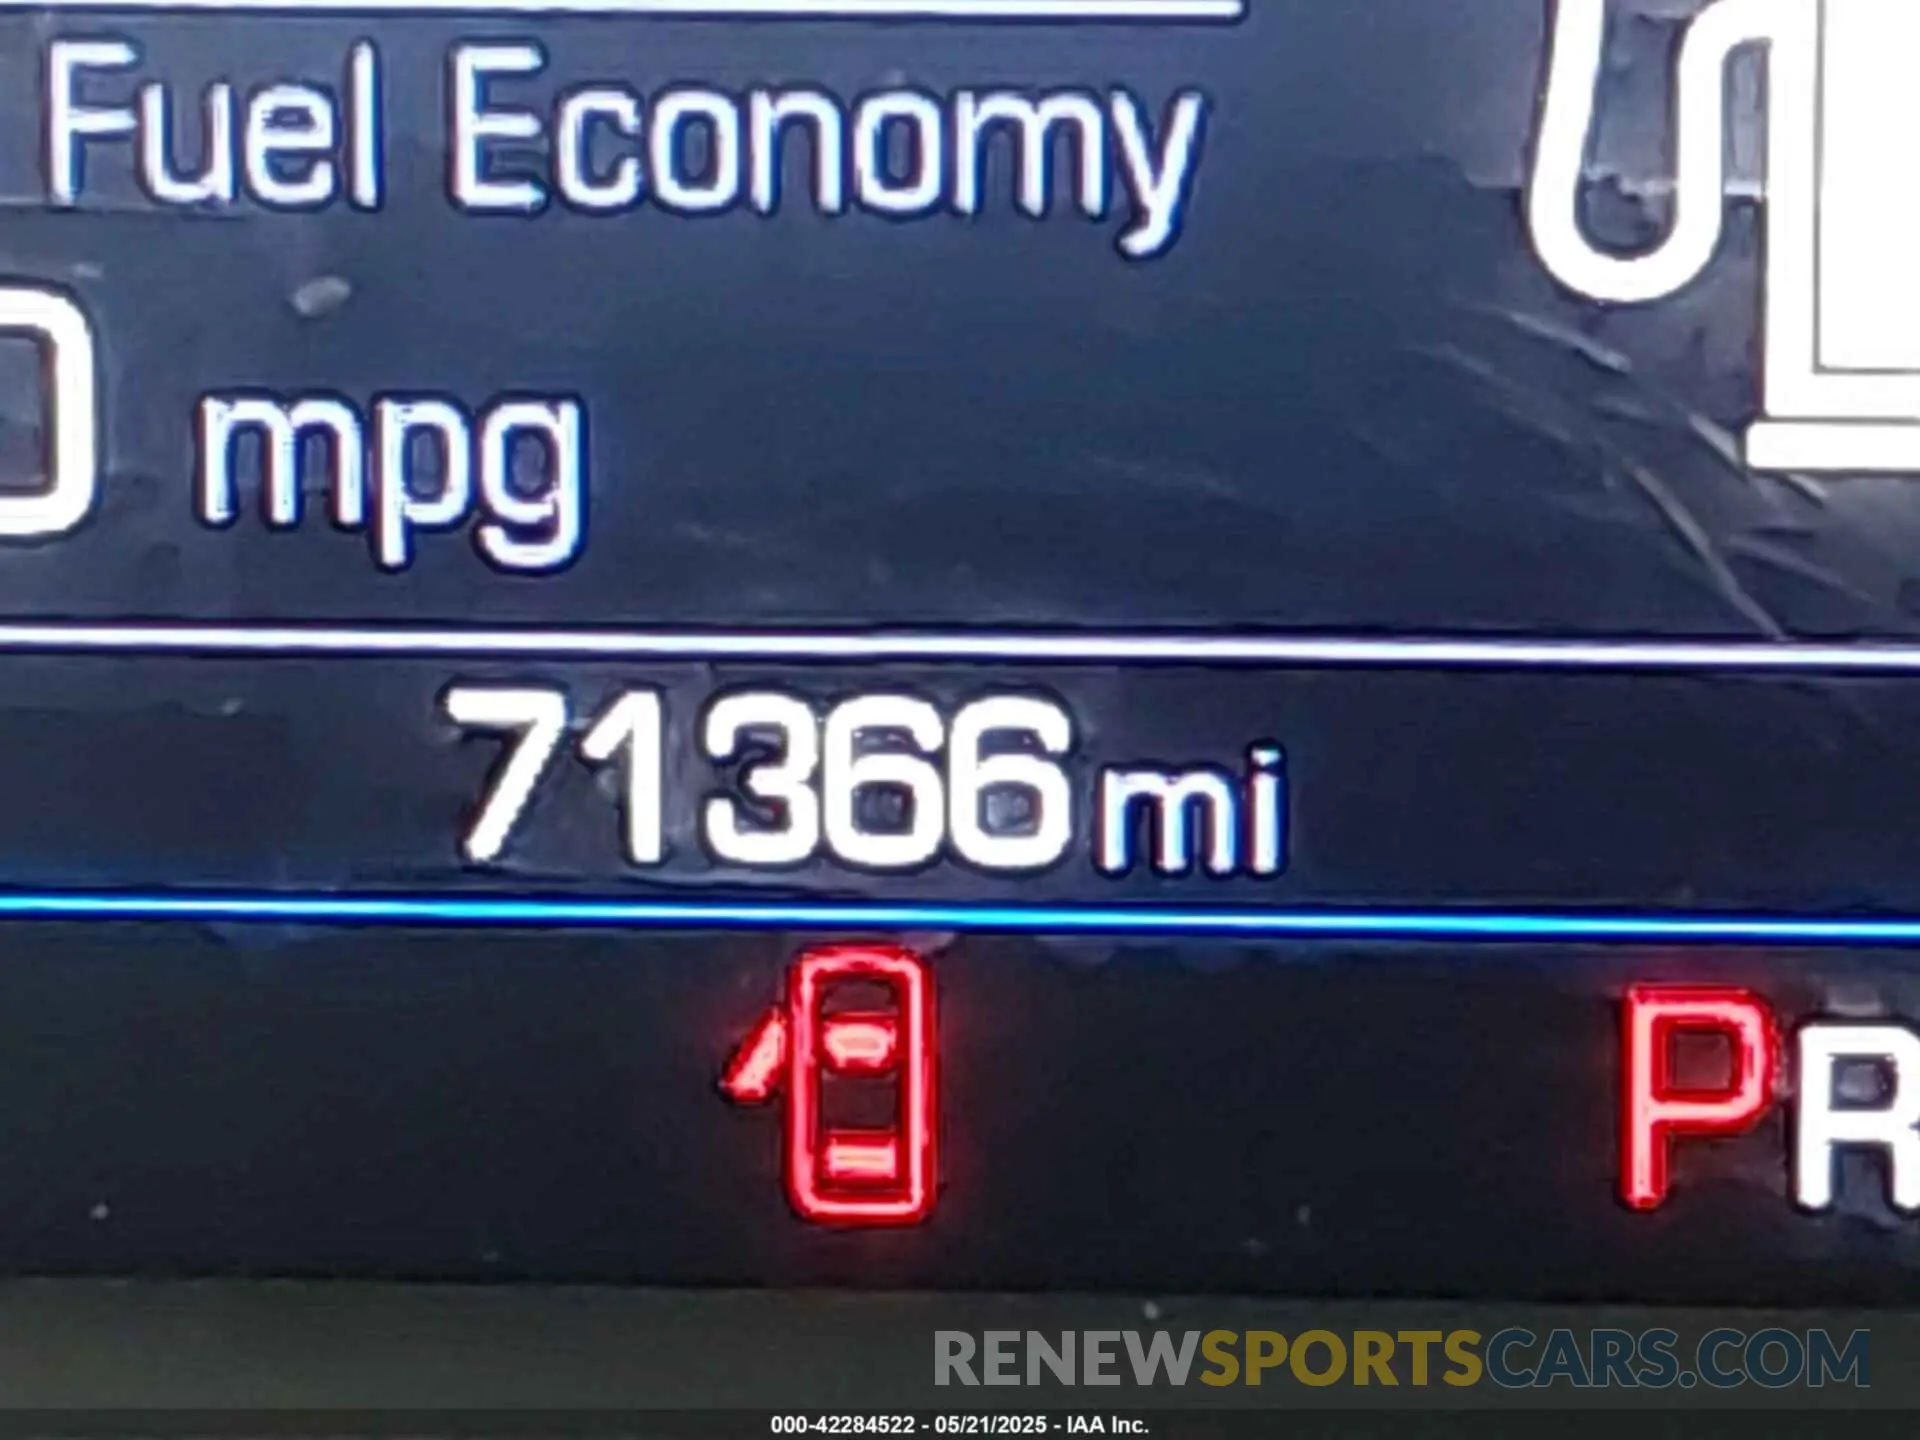 Fuel Economy
mpg
71366 mi
PR
RENEWSPORTSCARS.COM
000-42284522 - 05/21/2025 - IAA Inc.